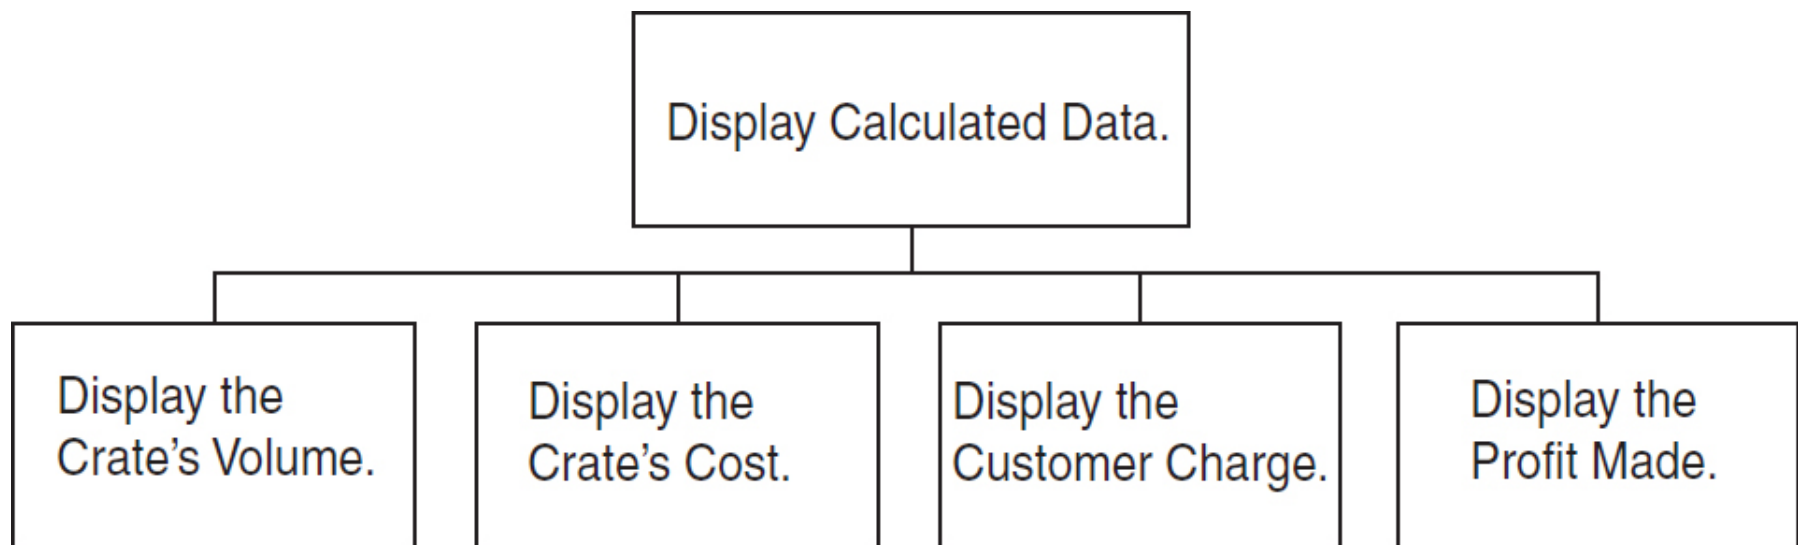 Display Calculated Data.
Display the
Crate’s Volume.
Display the
Crate’s Cost.
Display the
Customer Charge.
Display the
Profit Made.